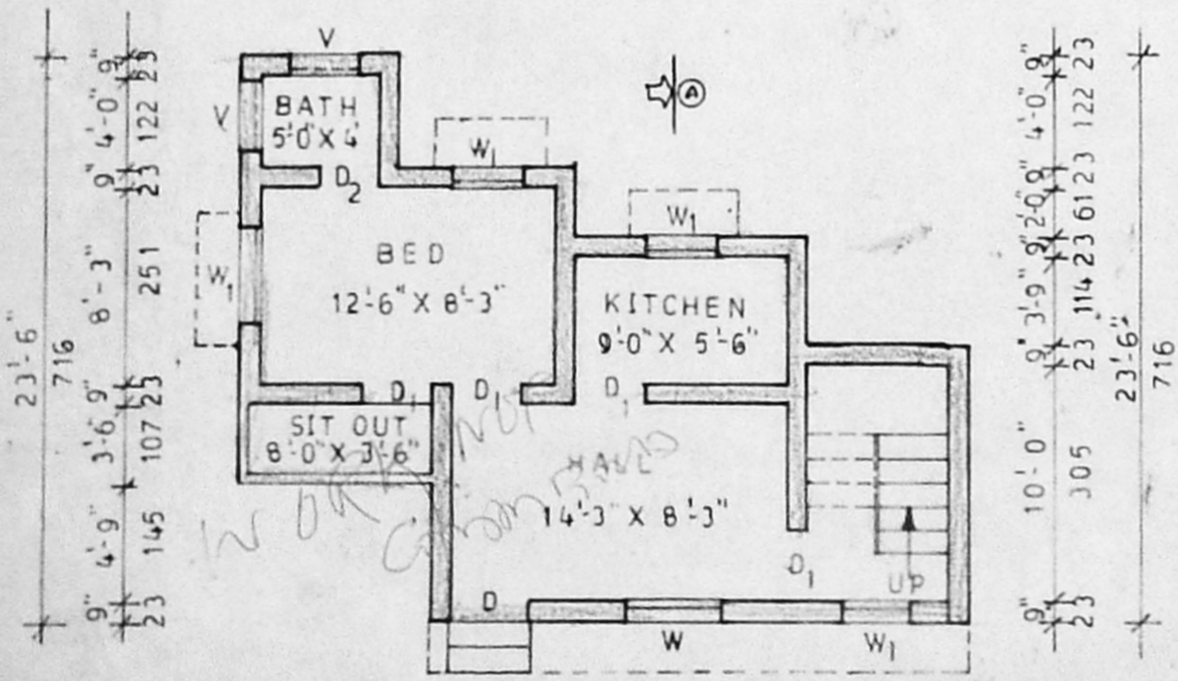 V
BATH
5'-0" X 4'
V
A
W1
D2
W1
W1
BED
12'-6" X 8'-3"
KITCHEN
9'-0" X 5'-6"
D1
D1
D1
SIT OUT
8'-0" X 3'-6"
HALL
14'-3" X 8'-3"
D1
UP
D
W
W1
23'-6"
716
9" 4'-0" 9" 8'-3" 9" 3'-6" 4'-9" 9"
23 122 23 251 23 107 145 23
9" 4'-0" 9" 2'-0" 9" 3'-9" 9" 10'-0" 9"
23 122 23 61 23 114 23 305 23
23'-6"
716